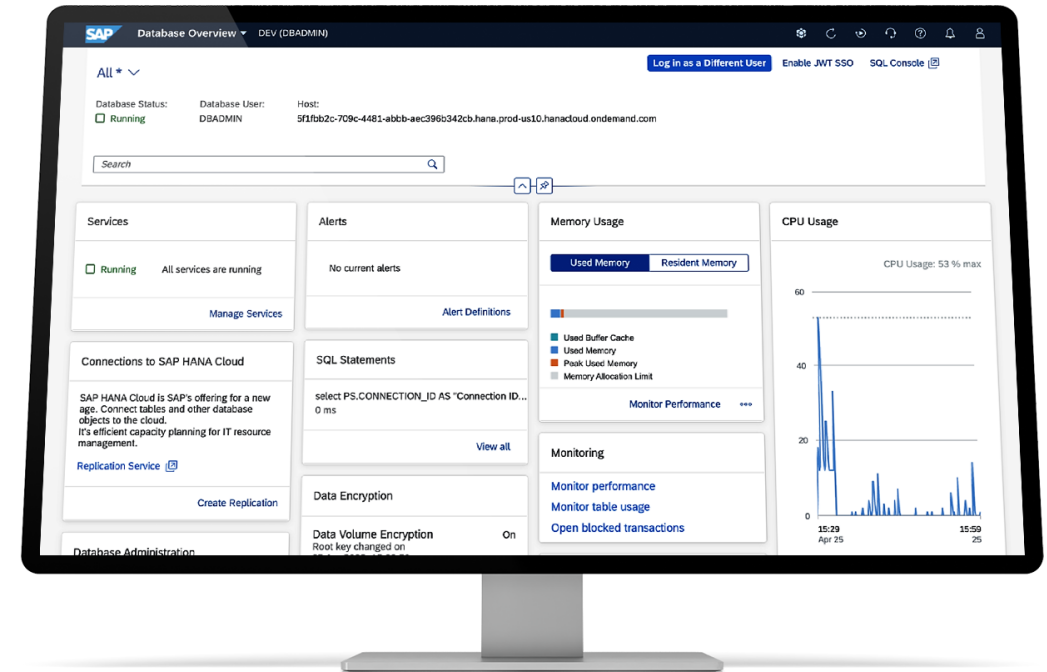 SAP Database Overview DEV (DBADMIN)
All *
Log in as a Different User Enable JWT SSO SQL Console
Database Status: Database User: Host:
Running DBADMIN 5f1fbb2c-709c-4481-abbb-aec396b342cb.hana.prod-us10.hanacloud.ondemand.com
Search
Services
Running All services are running
Manage Services
Connections to SAP HANA Cloud
SAP HANA Cloud is SAP's offering for a new
age. Connect tables and other database
objects to the cloud.
It's efficient capacity planning for IT resource
management.
Replication Service
Create Replication
Database Administration
Alerts
No current alerts
Alert Definitions
SQL Statements
select PS.CONNECTION_ID AS "Connection ID...
0 ms
View all
Data Encryption
Data Volume Encryption On
Root key changed on
Memory Usage
Used Memory Resident Memory
Used Buffer Cache
Used Memory
Peak Used Memory
Memory Allocation Limit
Monitor Performance
Monitoring
Monitor performance
Monitor table usage
Open blocked transactions
CPU Usage
CPU Usage: 53 % max
60
40
20
0
15:29 15:59
Apr 25 25